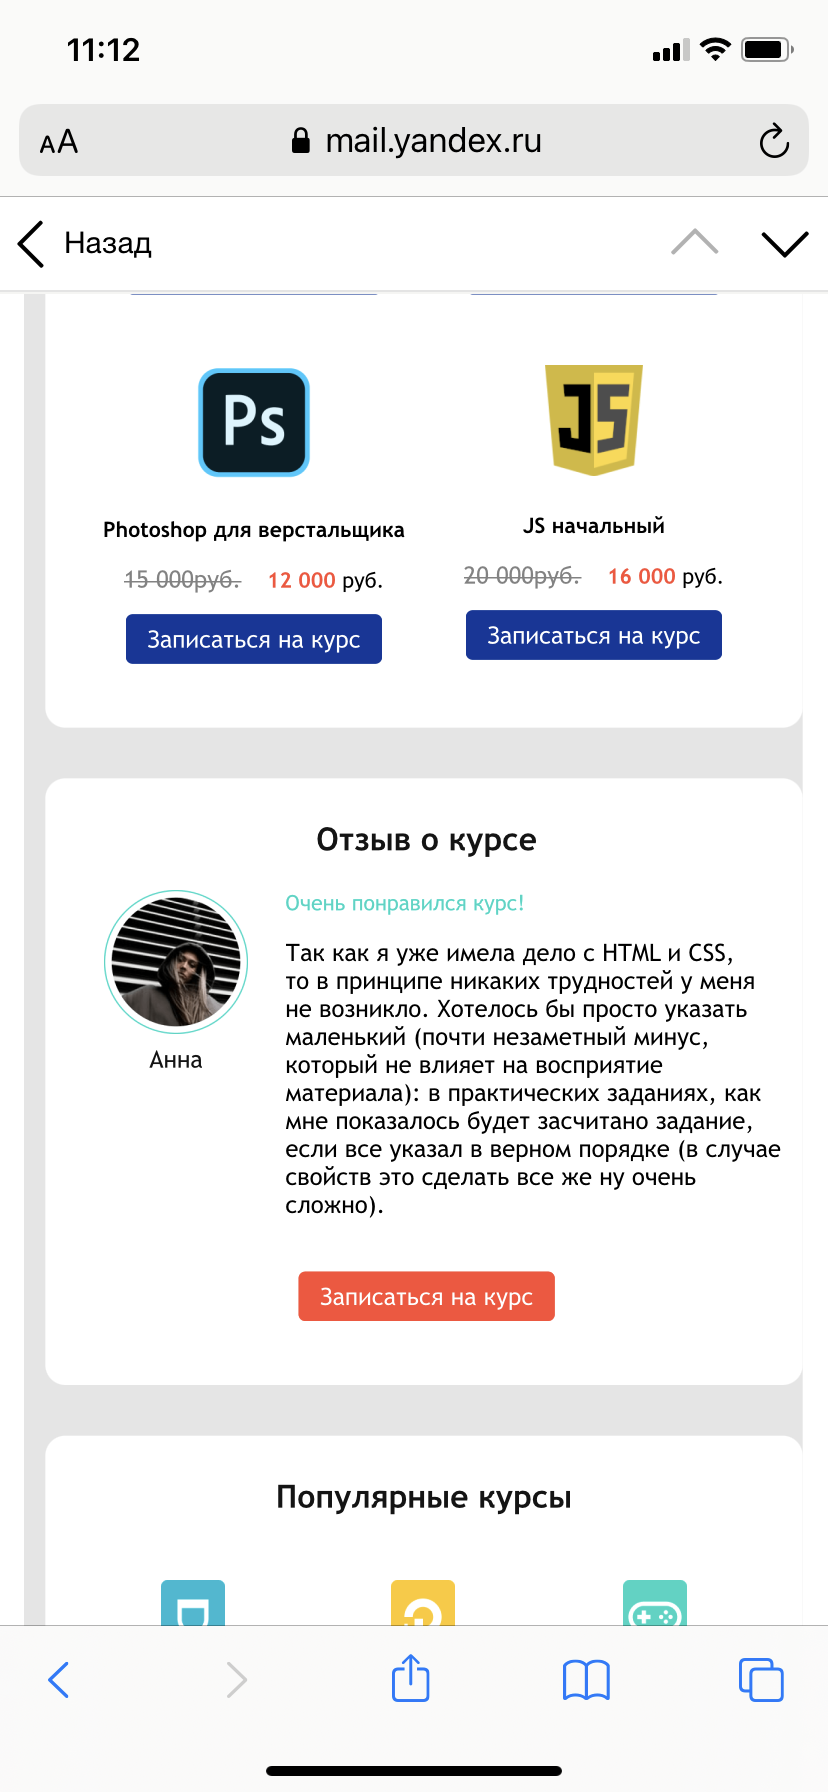 11:12
AA
mail.yandex.ru
Назад
Ps
JS
Photoshop для верстальщика
JS начальный
15 000руб. 12 000 руб.
20 000руб. 16 000 руб.
Записаться на курс
Записаться на курс
Отзыв о курсе
Очень понравился курс!
Так как я уже имела дело с HTML и CSS,
то в принципе никаких трудностей у меня
не возникло. Хотелось бы просто указать
маленький (почти незаметный минус,
который не влияет на восприятие
материала): в практических заданиях, как
мне показалось будет засчитано задание,
если все указал в верном порядке (в случае
свойств это сделать все же ну очень
сложно).
Анна
Записаться на курс
Популярные курсы